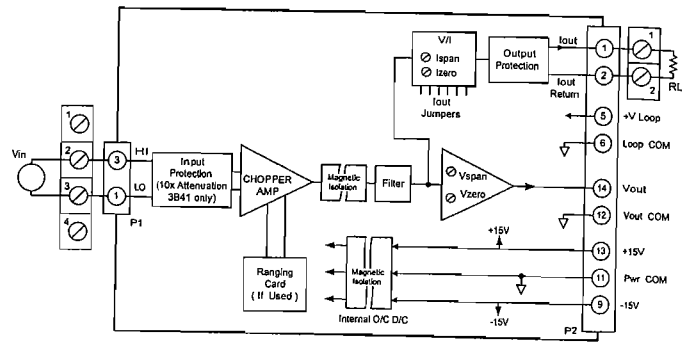 V/I
Ispan
Izero
Iout
Jumpers
Output
Protection
Iout
Iout
Return
1
2
1
2
RL
5
+V Loop
6
Loop COM
14
Vout
12
Vout COM
13
+15V
11
Pwr COM
9
-15V
P2
Vin
1
2
3
4
3
1
P1
HI
LO
Input
Protection
(10x Attenuation
3B41 only)
CHOPPER
AMP
Ranging
Card
( If Used )
Magnetic
Isolation
Filter
Vspan
Vzero
+15V
Magnetic
Isolation
Internal O/C D/C
-15V